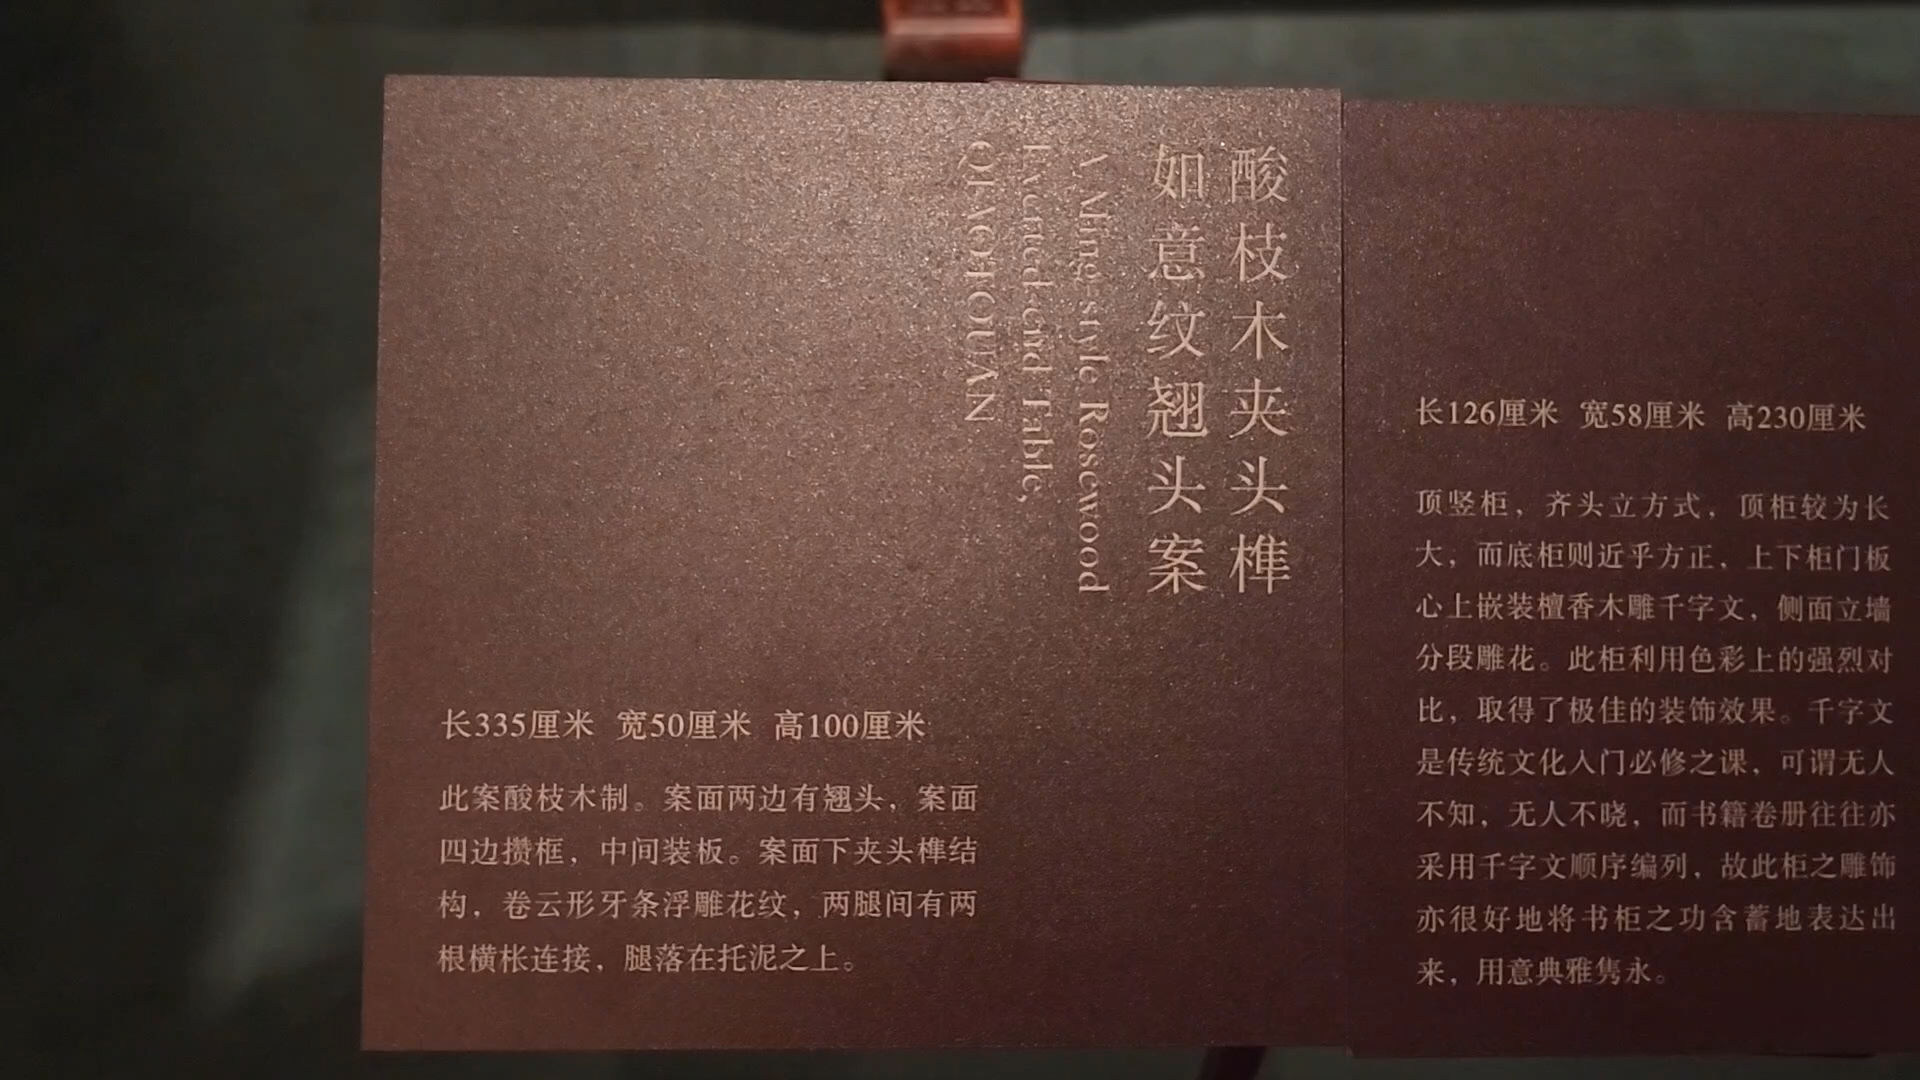 酸枝木夹头榫
如意纹翘头案
A Ming-style Rosewood
Everted-end Table,
QIAOTOUAN
长335厘米 宽50厘米 高100厘米
此案酸枝木制。案面两边有翘头，案面
四边攒框，中间装板。案面下夹头榫结
构，卷云形牙条浮雕花纹，两腿间有两
根横枨连接，腿落在托泥之上。
长126厘米 宽58厘米 高230厘米
顶竖柜，齐头立方式，顶柜较为长
大，而底柜则近乎方正，上下柜门板
心上嵌装檀香木雕千字文，侧面立墙
分段雕花。此柜利用色彩上的强烈对
比，取得了极佳的装饰效果。千字文
是传统文化入门必修之课，可谓无人
不知，无人不晓，而书籍卷册往往亦
采用千字文顺序编列，故此柜之雕饰
亦很好地将书柜之功含蓄地表达出
来，用意典雅隽永。